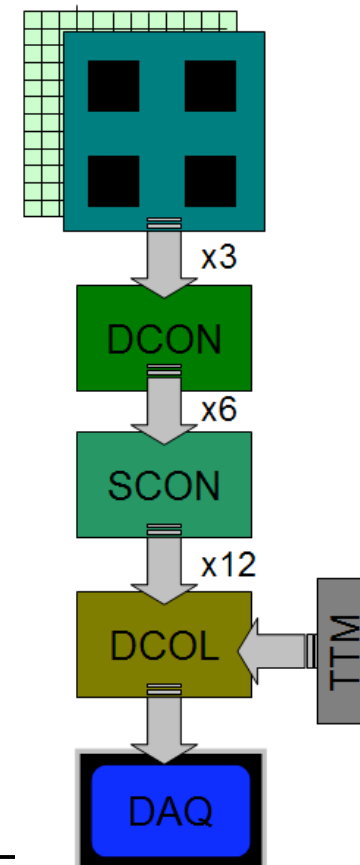 x3
DCON
x6
SCON
x12
DCOL
TTM
DAQ